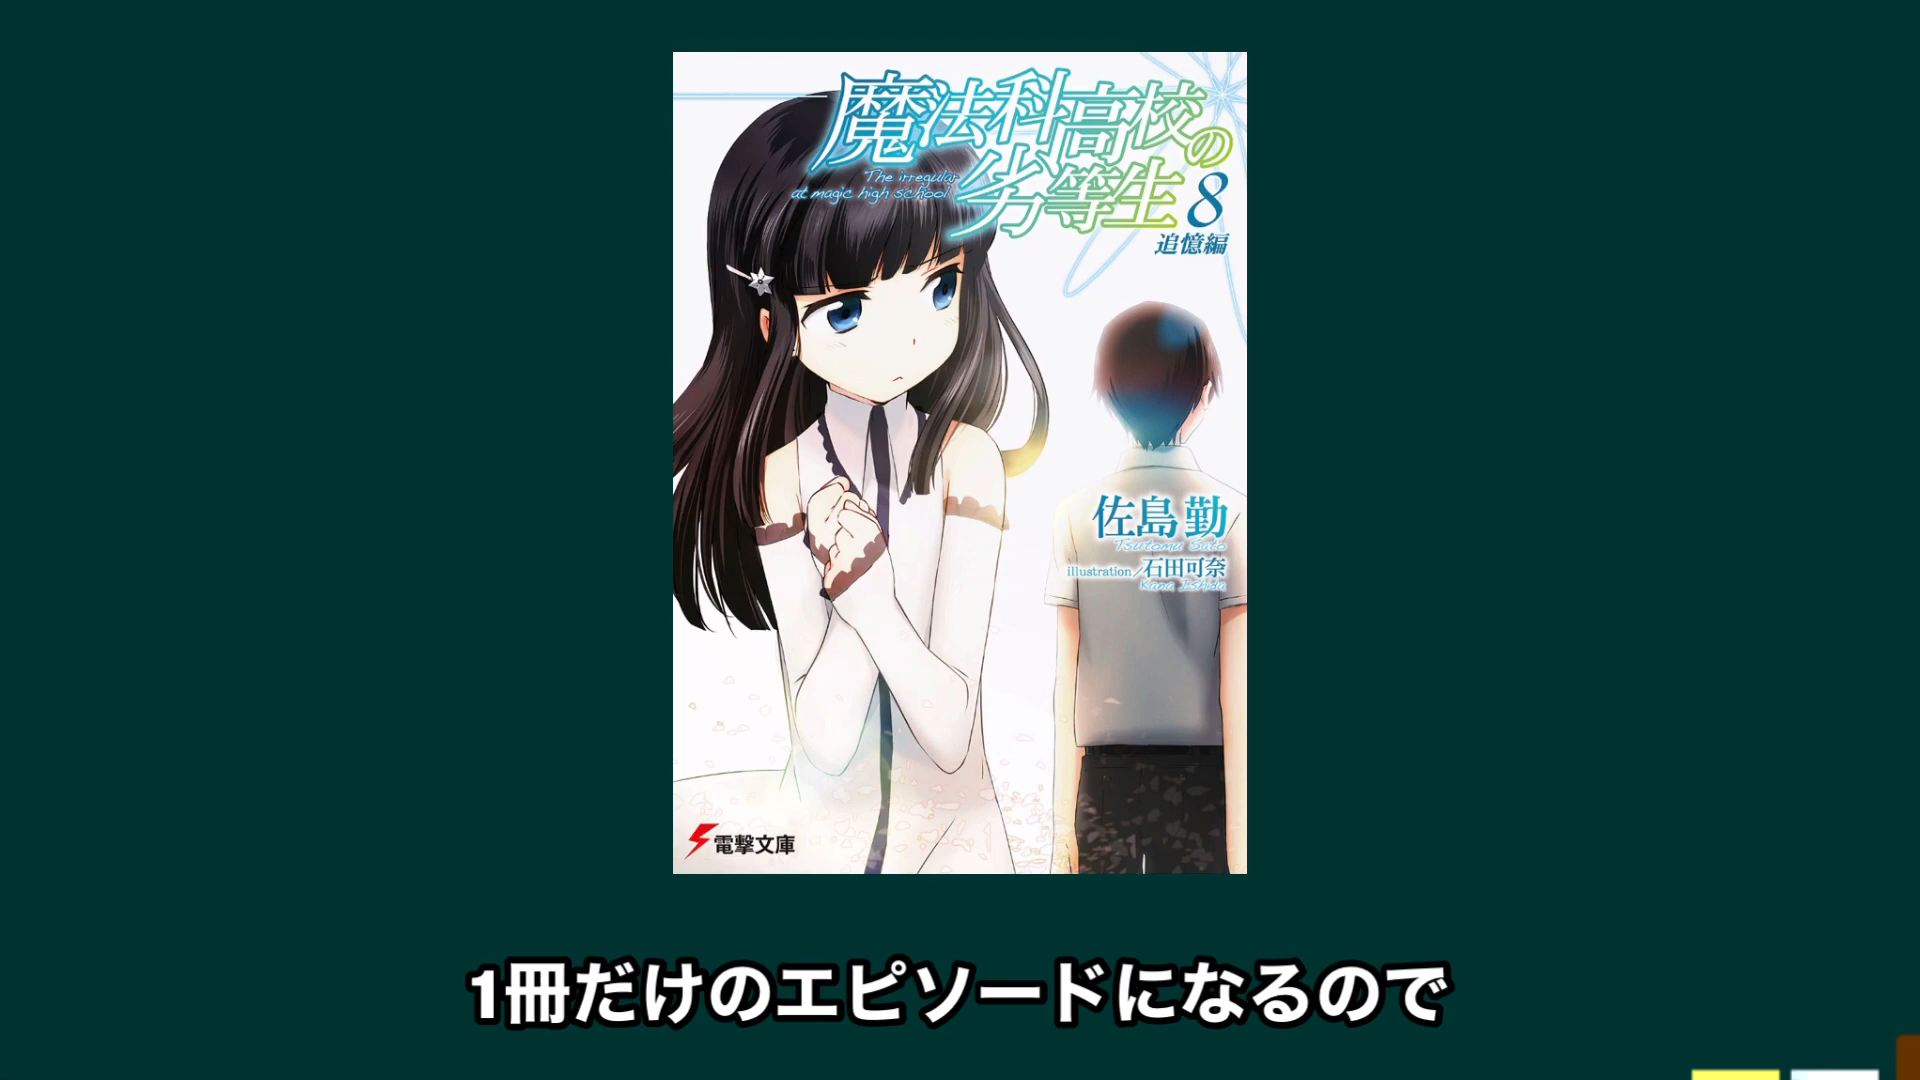 魔法科高校の
劣等生8
The irregular
at magic high school
追憶編
佐島 勤
Tsutomu Sato
illustration/石田可奈
Kana Ishida
電撃文庫
1冊だけのエピソードになるので